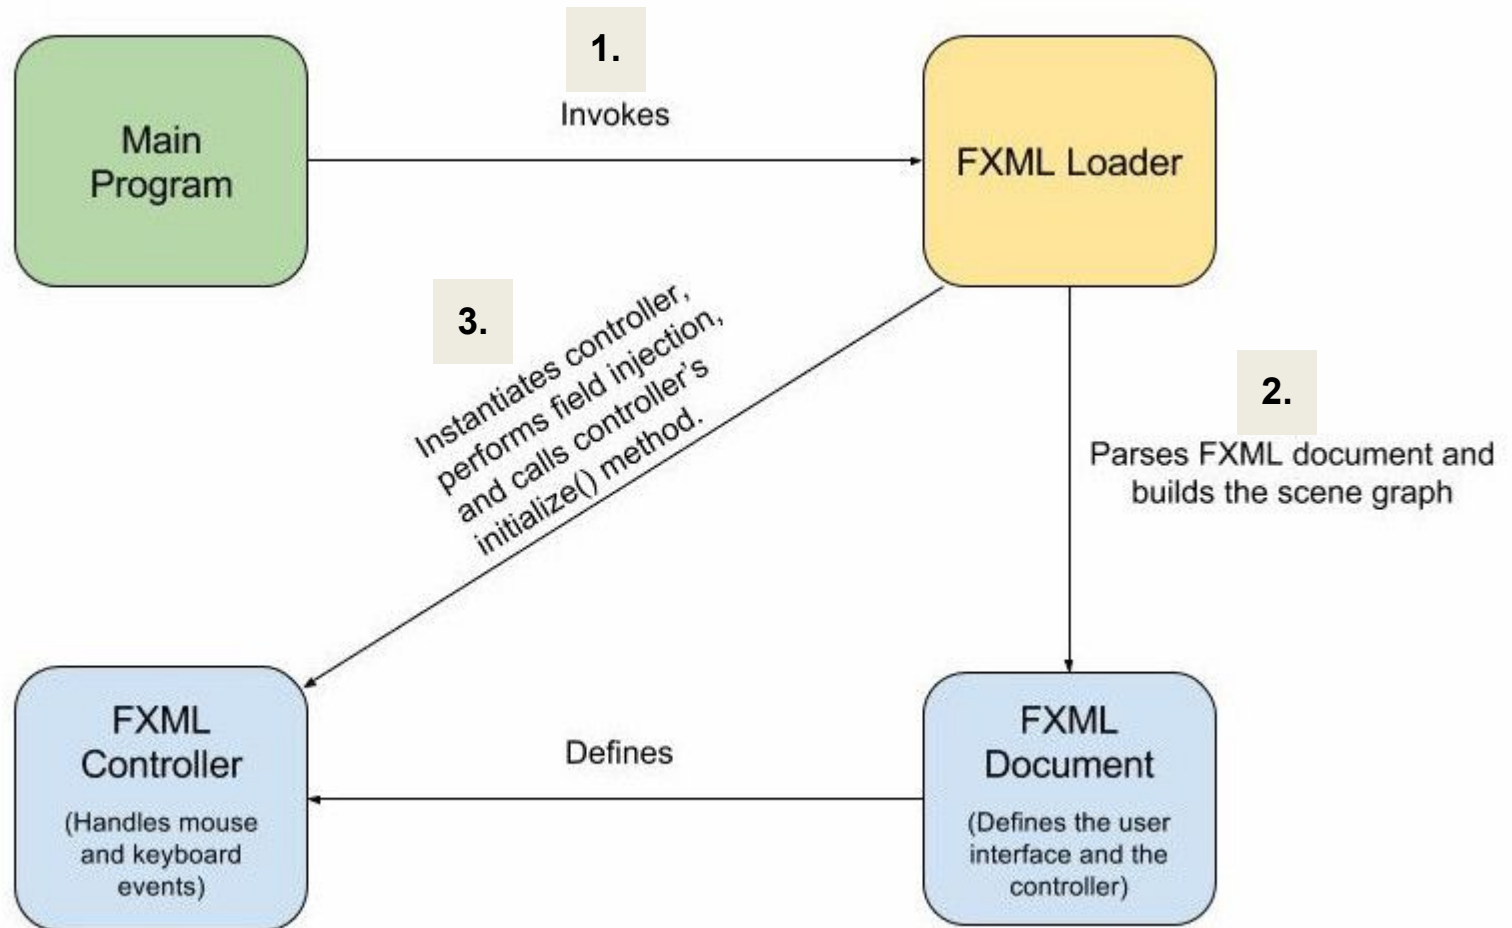 1.
Invokes
Main
Program
FXML Loader
3.
Instantiates controller,
performs field injection,
and calls controller's
initialize() method.
2.
Parses FXML document and
builds the scene graph
FXML
Controller
(Handles mouse
and keyboard
events)
Defines
FXML
Document
(Defines the user
interface and the
controller)